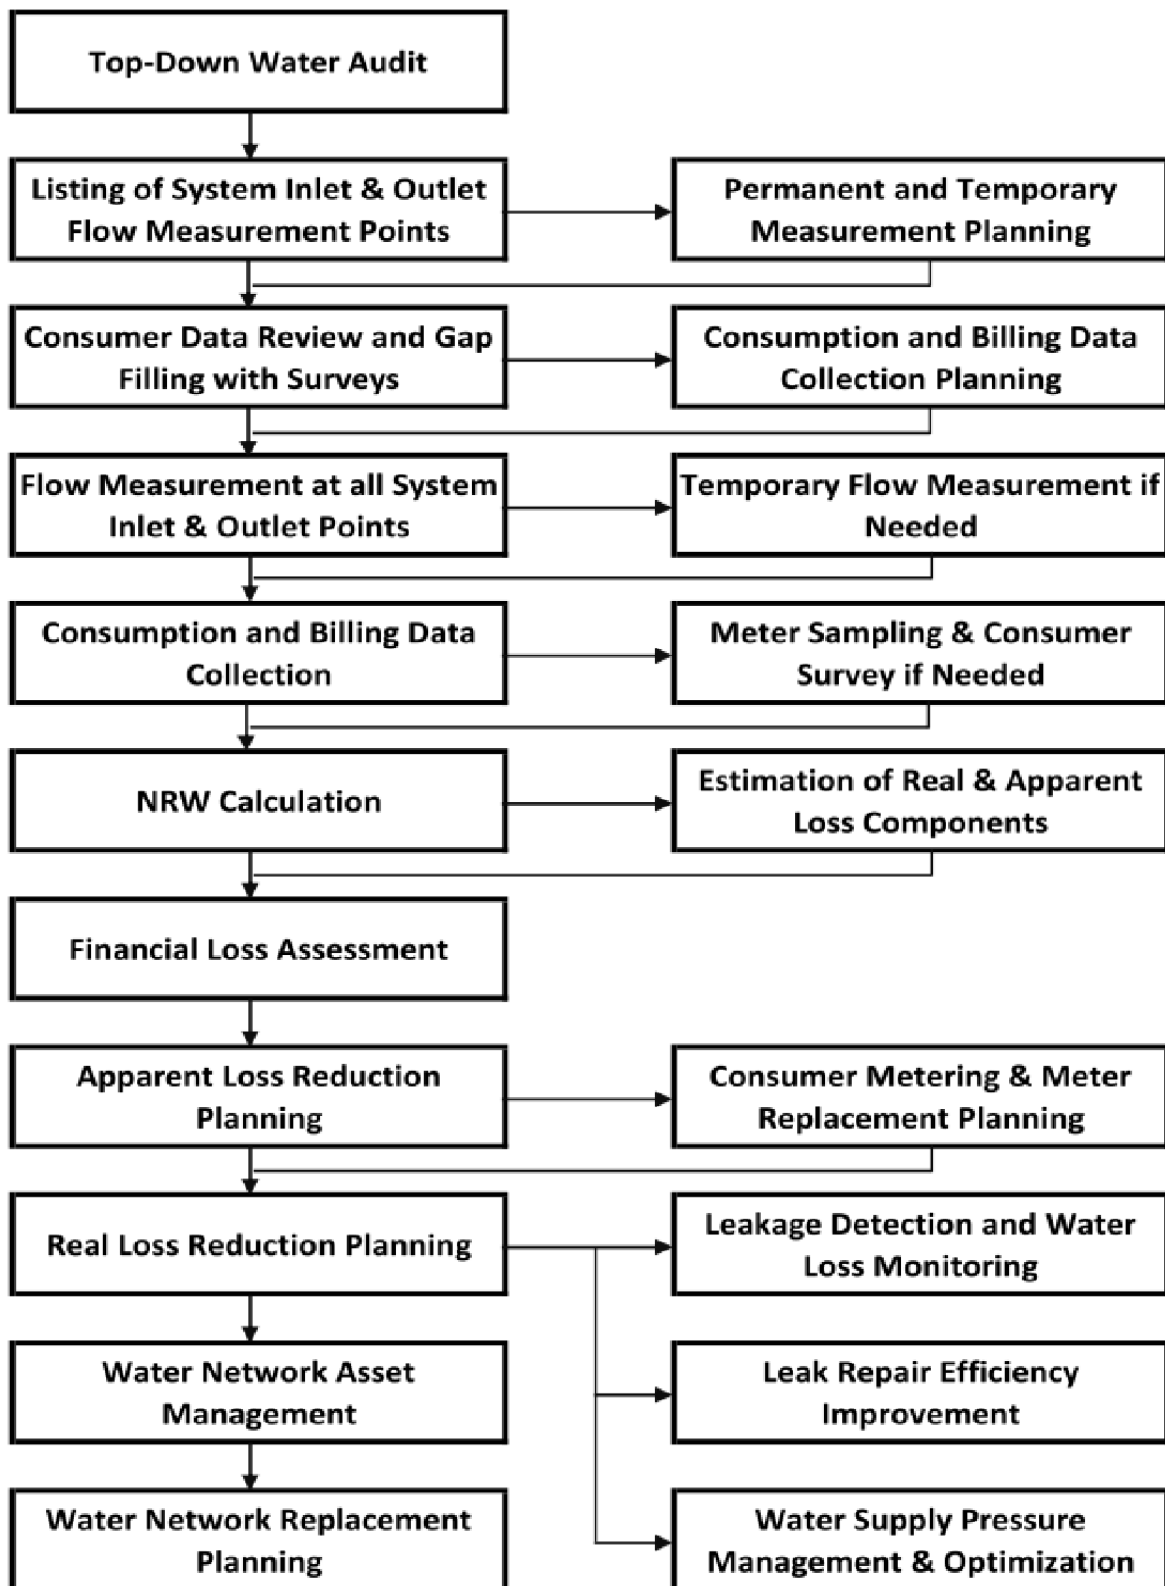 Top-Down Water Audit
Listing of System Inlet & Outlet
Flow Measurement Points
Permanent and Temporary
Measurement Planning
Consumer Data Review and Gap
Filling with Surveys
Consumption and Billing Data
Collection Planning
Flow Measurement at all System
Inlet & Outlet Points
Temporary Flow Measurement if
Needed
Consumption and Billing Data
Collection
Meter Sampling & Consumer
Survey if Needed
NRW Calculation
Estimation of Real & Apparent
Loss Components
Financial Loss Assessment
Apparent Loss Reduction
Planning
Consumer Metering & Meter
Replacement Planning
Real Loss Reduction Planning
Leakage Detection and Water
Loss Monitoring
Water Network Asset
Management
Leak Repair Efficiency
Improvement
Water Network Replacement
Planning
Water Supply Pressure
Management & Optimization